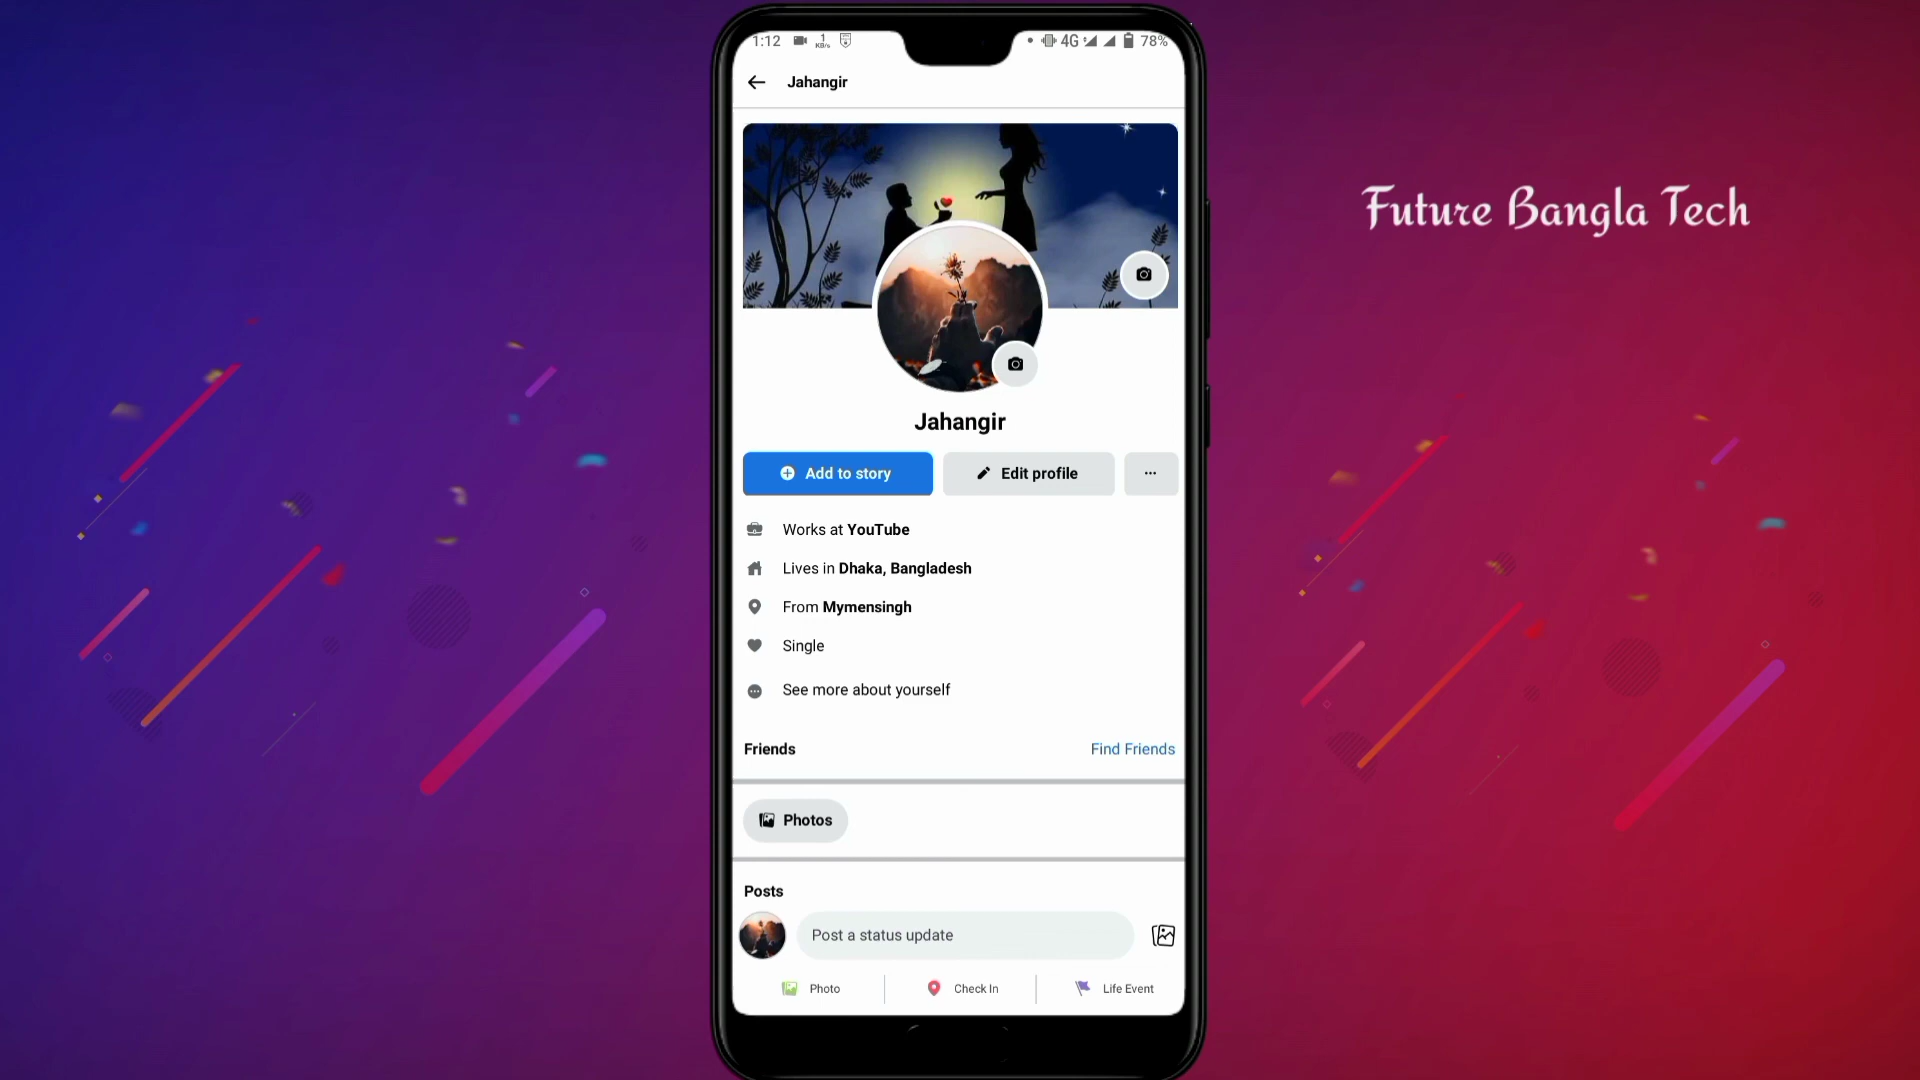 1:12
1
KB/s
4G
78%
Jahangir
Future Bangla Tech
Jahangir
Add to story
Edit profile
Works at YouTube
Lives in Dhaka, Bangladesh
From Mymensingh
Single
See more about yourself
Friends
Find Friends
Photos
Posts
Post a status update
Photo
Check In
Life Event